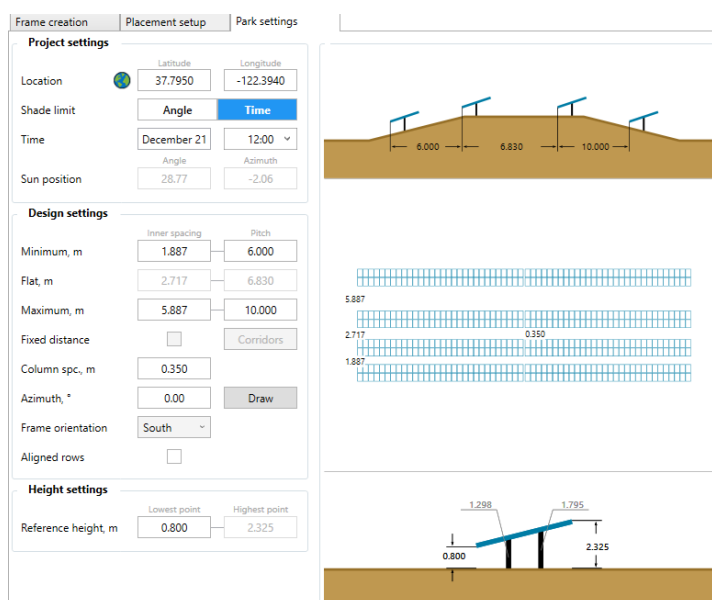 Frame creation
Placement setup
Park settings
Project settings
Latitude Longitude
Location 37.7950 -122.3940
Shade limit Angle Time
Time December 21 12:00
Angle Azimuth
Sun position 28.77 -2.06
Design settings
Inner spacing Pitch
Minimum, m 1.887 6.000
Flat, m 2.717 6.830
Maximum, m 5.887 10.000
Fixed distance Corridors
Column spc., m 0.350
Azimuth, ° 0.00 Draw
Frame orientation South
Aligned rows
Height settings
Lowest point Highest point
Reference height, m 0.800 2.325
6.000 6.830 10.000
5.887
2.717 0.350
1.887
1.298 1.795
0.800 2.325